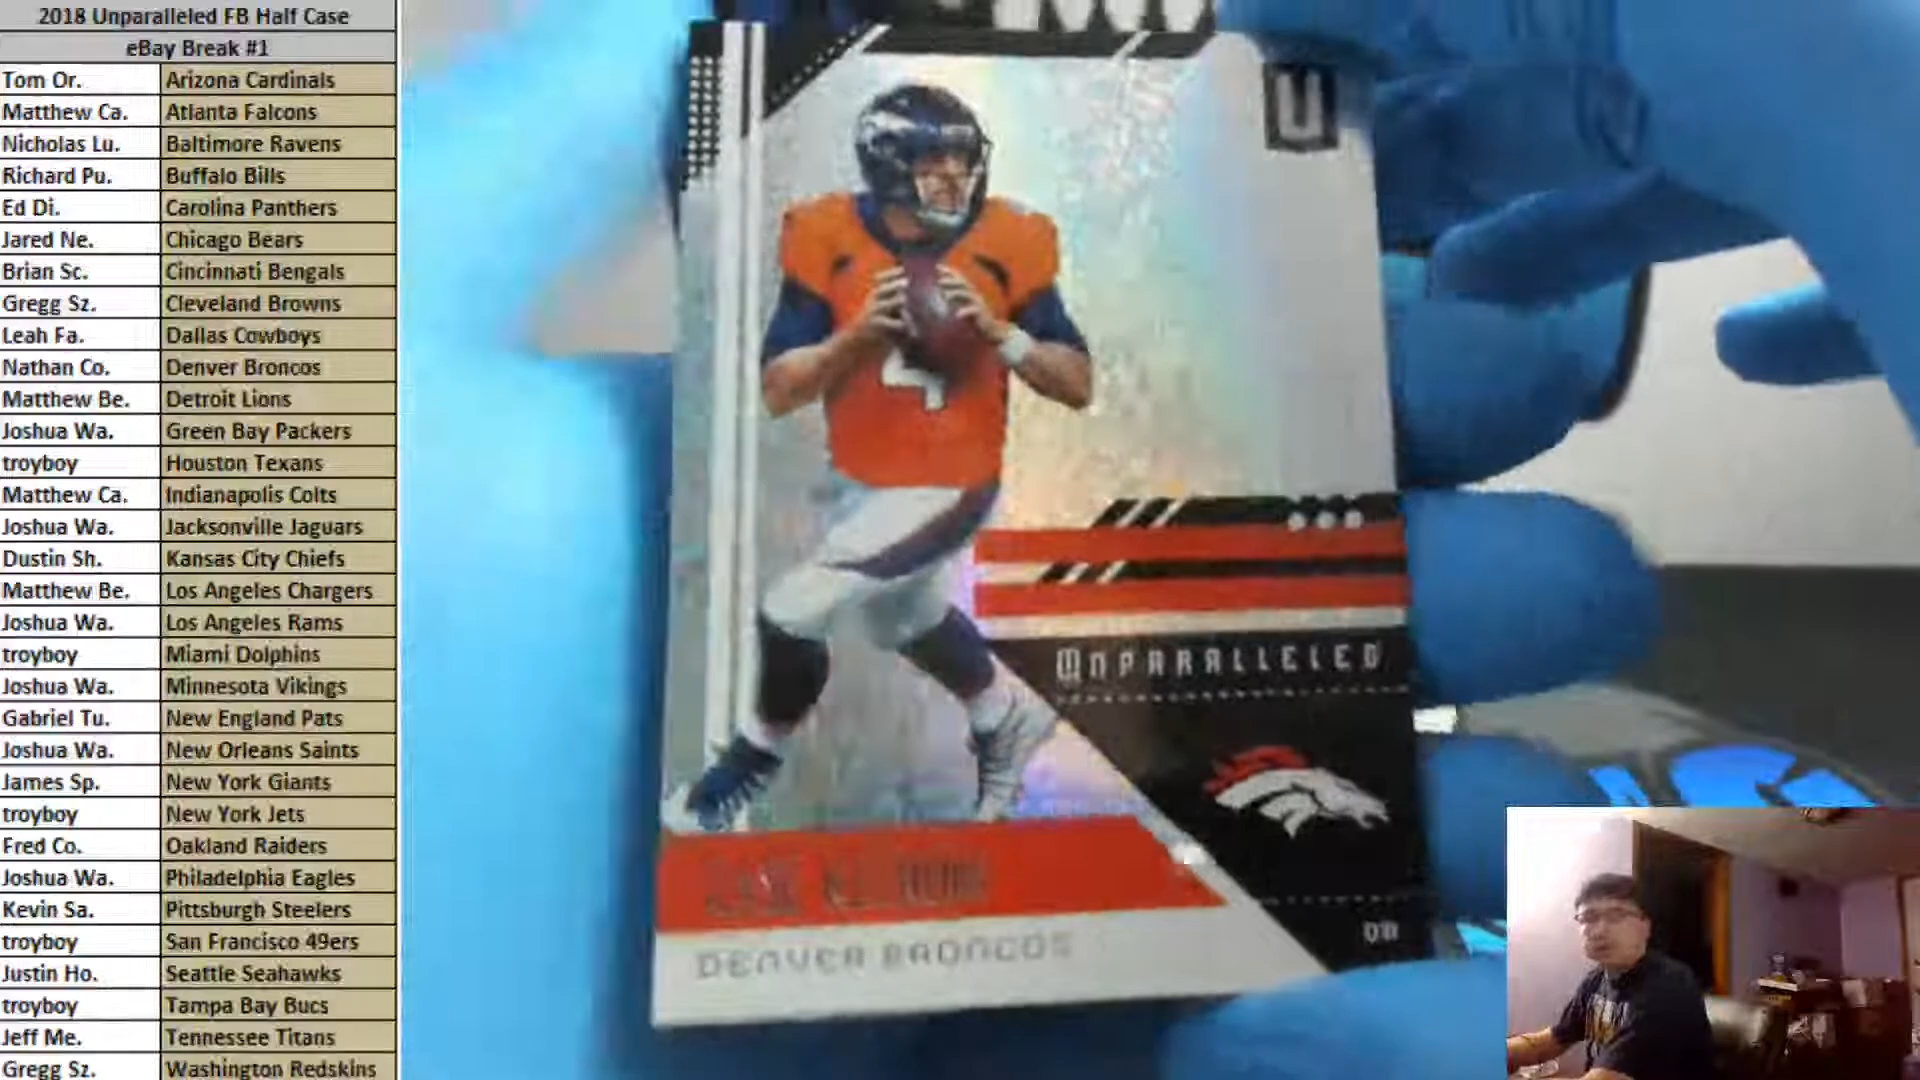 2018 Unparalleled FB Half Case
eBay Break #1
Tom Or. Arizona Cardinals
Matthew Ca. Atlanta Falcons
Nicholas Lu. Baltimore Ravens
Richard Pu. Buffalo Bills
Ed Di. Carolina Panthers
Jared Ne. Chicago Bears
Brian Sc. Cincinnati Bengals
Gregg Sz. Cleveland Browns
Leah Fa. Dallas Cowboys
Nathan Co. Denver Broncos
Matthew Be. Detroit Lions
Joshua Wa. Green Bay Packers
troyboy Houston Texans
Matthew Ca. Indianapolis Colts
Joshua Wa. Jacksonville Jaguars
Dustin Sh. Kansas City Chiefs
Matthew Be. Los Angeles Chargers
Joshua Wa. Los Angeles Rams
troyboy Miami Dolphins
Joshua Wa. Minnesota Vikings
Gabriel Tu. New England Pats
Joshua Wa. New Orleans Saints
James Sp. New York Giants
troyboy New York Jets
Fred Co. Oakland Raiders
Joshua Wa. Philadelphia Eagles
Kevin Sa. Pittsburgh Steelers
troyboy San Francisco 49ers
Justin Ho. Seattle Seahawks
troyboy Tampa Bay Bucs
Jeff Me. Tennessee Titans
Gregg Sz. Washington Redskins
U
4
UNPARALLELED
CASE KEENUM
DENVER BRONCOS
QB